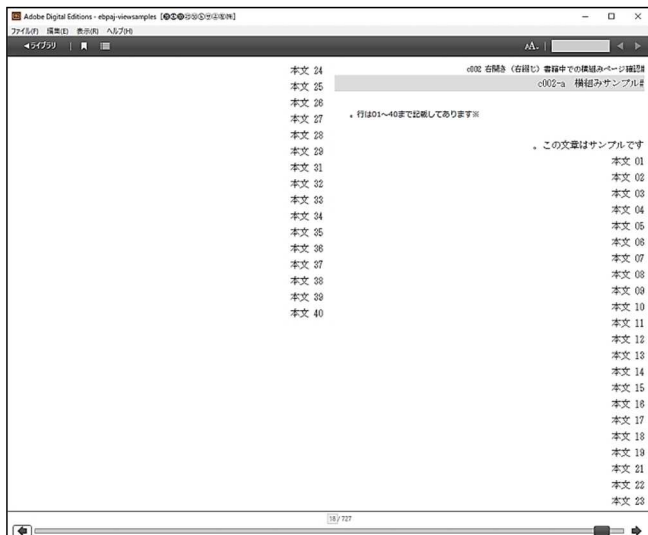 Adobe Digital Editions - ebpaj-viewsamples
ファイル(F) 編集(E) 表示(R) ヘルプ(H)
◂ライブラリ
AA
c002 右開き（右綴じ）書籍中での横組みページ確認#
c002-a　横組みサンプル#
。行は01～40まで記載してあります※
。この文章はサンプルです
本文 01
本文 02
本文 03
本文 04
本文 05
本文 06
本文 07
本文 08
本文 09
本文 10
本文 11
本文 12
本文 13
本文 14
本文 15
本文 16
本文 17
本文 18
本文 19
本文 21
本文 22
本文 23
本文 24
本文 25
本文 26
本文 27
本文 28
本文 29
本文 31
本文 32
本文 33
本文 34
本文 35
本文 36
本文 37
本文 38
本文 39
本文 40
18 / 727